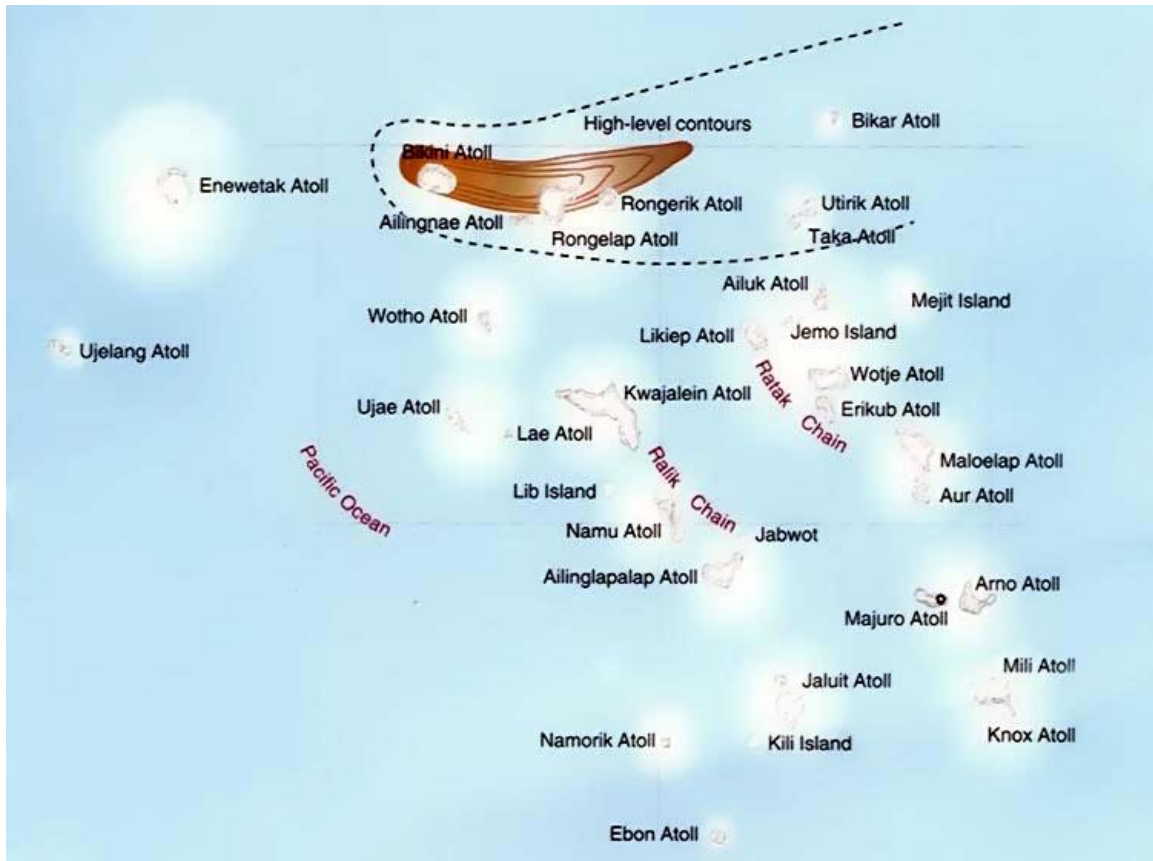 High-level contours
Bikar Atoll
Bikini Atoll
Enewetak Atoll
Rongerik Atoll
Utirik Atoll
Ailingnae Atoll
Rongelap Atoll
Taka Atoll
Ailuk Atoll
Mejit Island
Wotho Atoll
Likiep Atoll
Jemo Island
Ujelang Atoll
Ratak Chain
Wotje Atoll
Kwajalein Atoll
Ujae Atoll
Erikub Atoll
Lae Atoll
Maloelap Atoll
Pacific Ocean
Ralik Chain
Lib Island
Aur Atoll
Namu Atoll
Jabwot
Ailinglapalap Atoll
Arno Atoll
Majuro Atoll
Mili Atoll
Jaluit Atoll
Knox Atoll
Namorik Atoll
Kili Island
Ebon Atoll